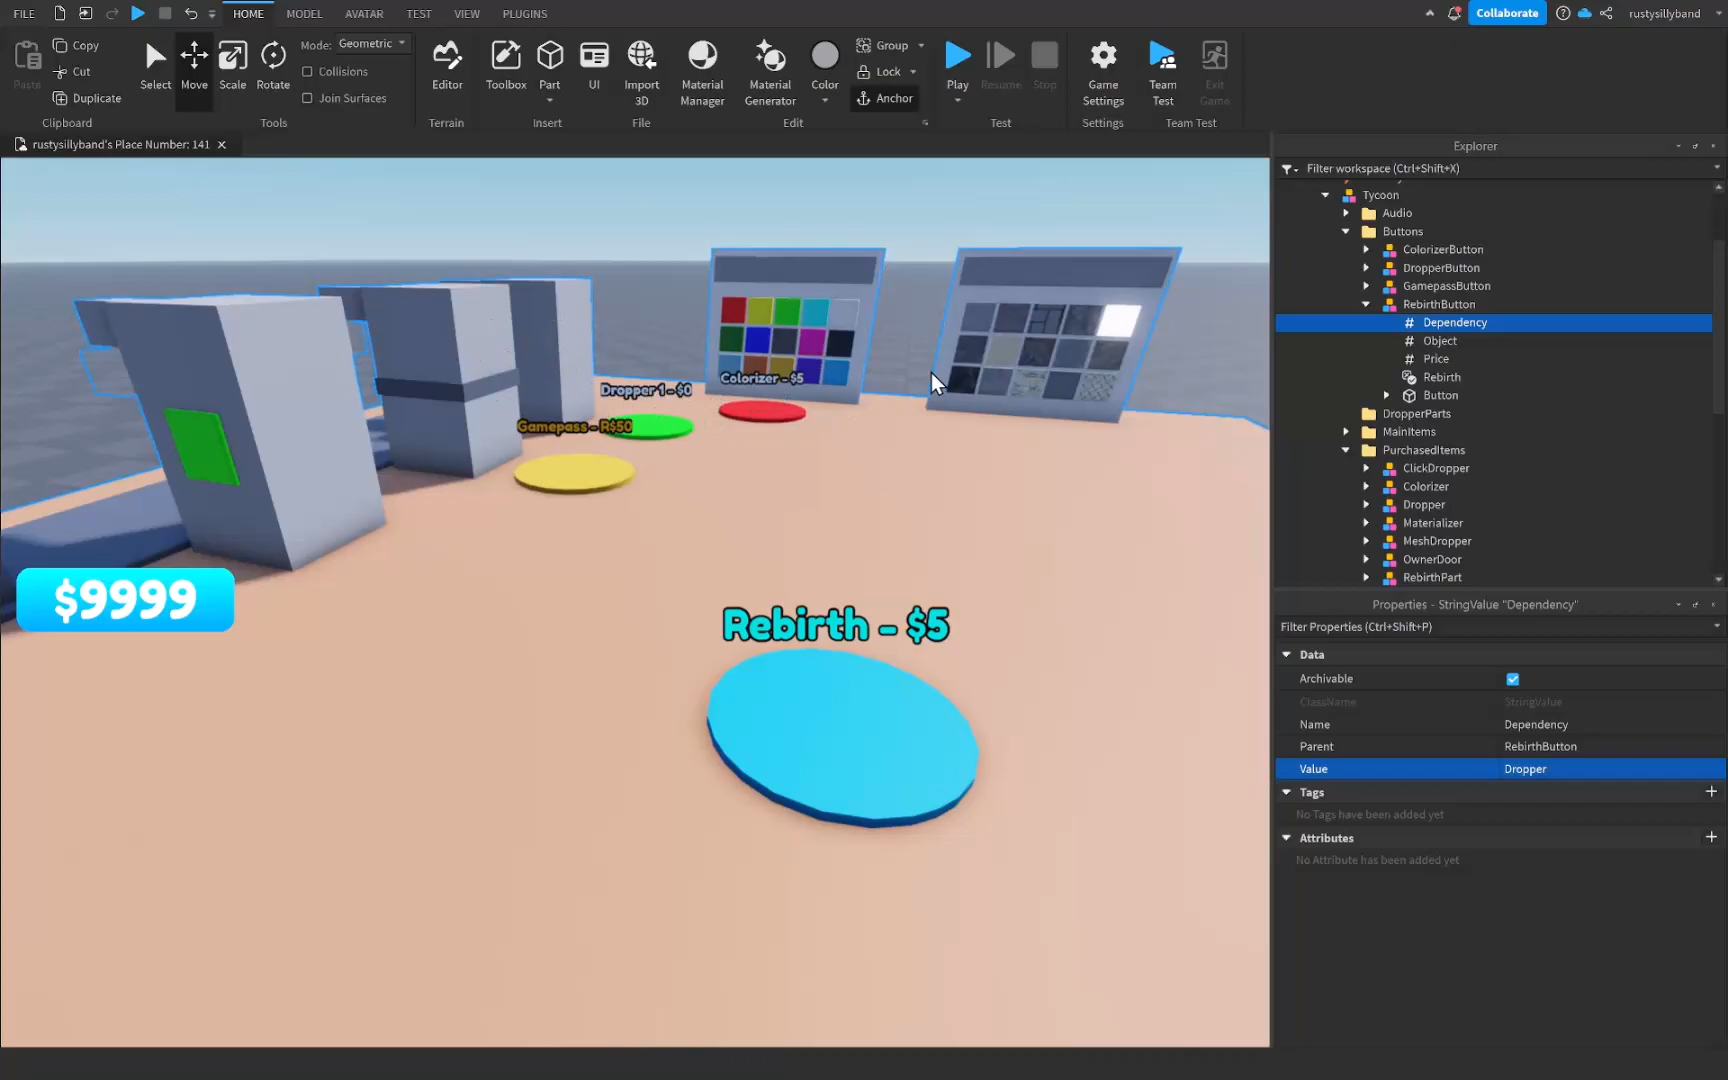 FILE
HOME
MODEL
AVATAR
TEST
VIEW
PLUGINS
Collaborate
rustysillyband
Paste
Copy
Cut
Duplicate
Clipboard
Select
Move
Scale
Rotate
Mode: Geometric
Collisions
Join Surfaces
Tools
Editor
Terrain
Toolbox
Part
UI
Insert
Import
3D
File
Material
Manager
Material
Generator
Color
Group
Lock
Anchor
Edit
Play
Resume
Stop
Test
Game
Settings
Settings
Team
Test
Exit
Game
Team Test
rustysillyband's Place Number: 141
Dropper 1 - $0
Colorizer - $5
Gamepass - R$50
$9999
Rebirth - $5
Explorer
Filter workspace (Ctrl+Shift+X)
Tycoon
Audio
Buttons
ColorizerButton
DropperButton
GamepassButton
RebirthButton
Dependency
Object
Price
Rebirth
Button
DropperParts
MainItems
PurchasedItems
ClickDropper
Colorizer
Dropper
Materializer
MeshDropper
OwnerDoor
RebirthPart
Properties - StringValue "Dependency"
Filter Properties (Ctrl+Shift+P)
Data
Archivable
ClassName StringValue
Name Dependency
Parent RebirthButton
Value Dropper
Tags
No Tags have been added yet
Attributes
No Attribute has been added yet